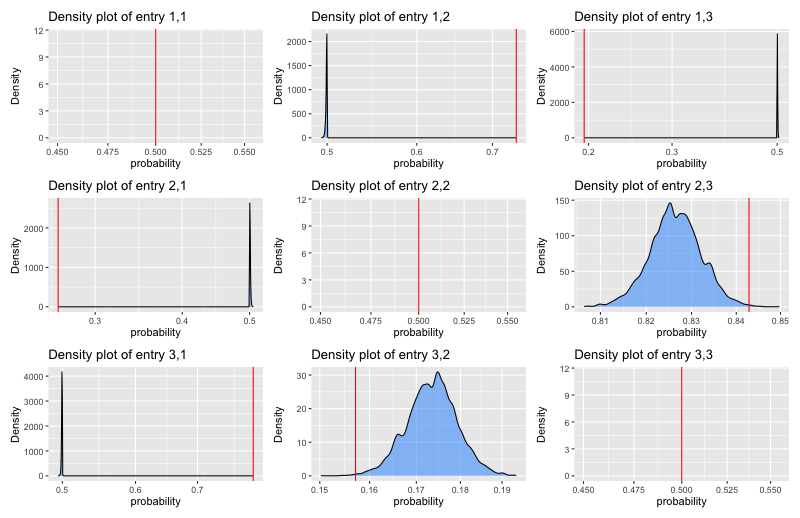 Density plot of entry 1,1
Density
12
9
6
3
0
0.450 0.475 0.500 0.525 0.550
probability
Density plot of entry 1,2
Density
2000
1500
1000
500
0
0.5 0.6 0.7
probability
Density plot of entry 1,3
Density
6000
4000
2000
0
0.2 0.3 0.5
probability
Density plot of entry 2,1
Density
2000
1000
0
0.3 0.4 0.5
probability
Density plot of entry 2,2
Density
12
9
6
3
0
0.450 0.475 0.500 0.525 0.550
probability
Density plot of entry 2,3
Density
150
100
50
0
0.81 0.82 0.83 0.84 0.85
probability
Density plot of entry 3,1
Density
4000
3000
2000
1000
0
0.5 0.6 0.7
probability
Density plot of entry 3,2
Density
30
20
10
0
0.15 0.16 0.17 0.18 0.19
probability
Density plot of entry 3,3
Density
12
9
6
3
0
0.450 0.475 0.500 0.525 0.550
probability